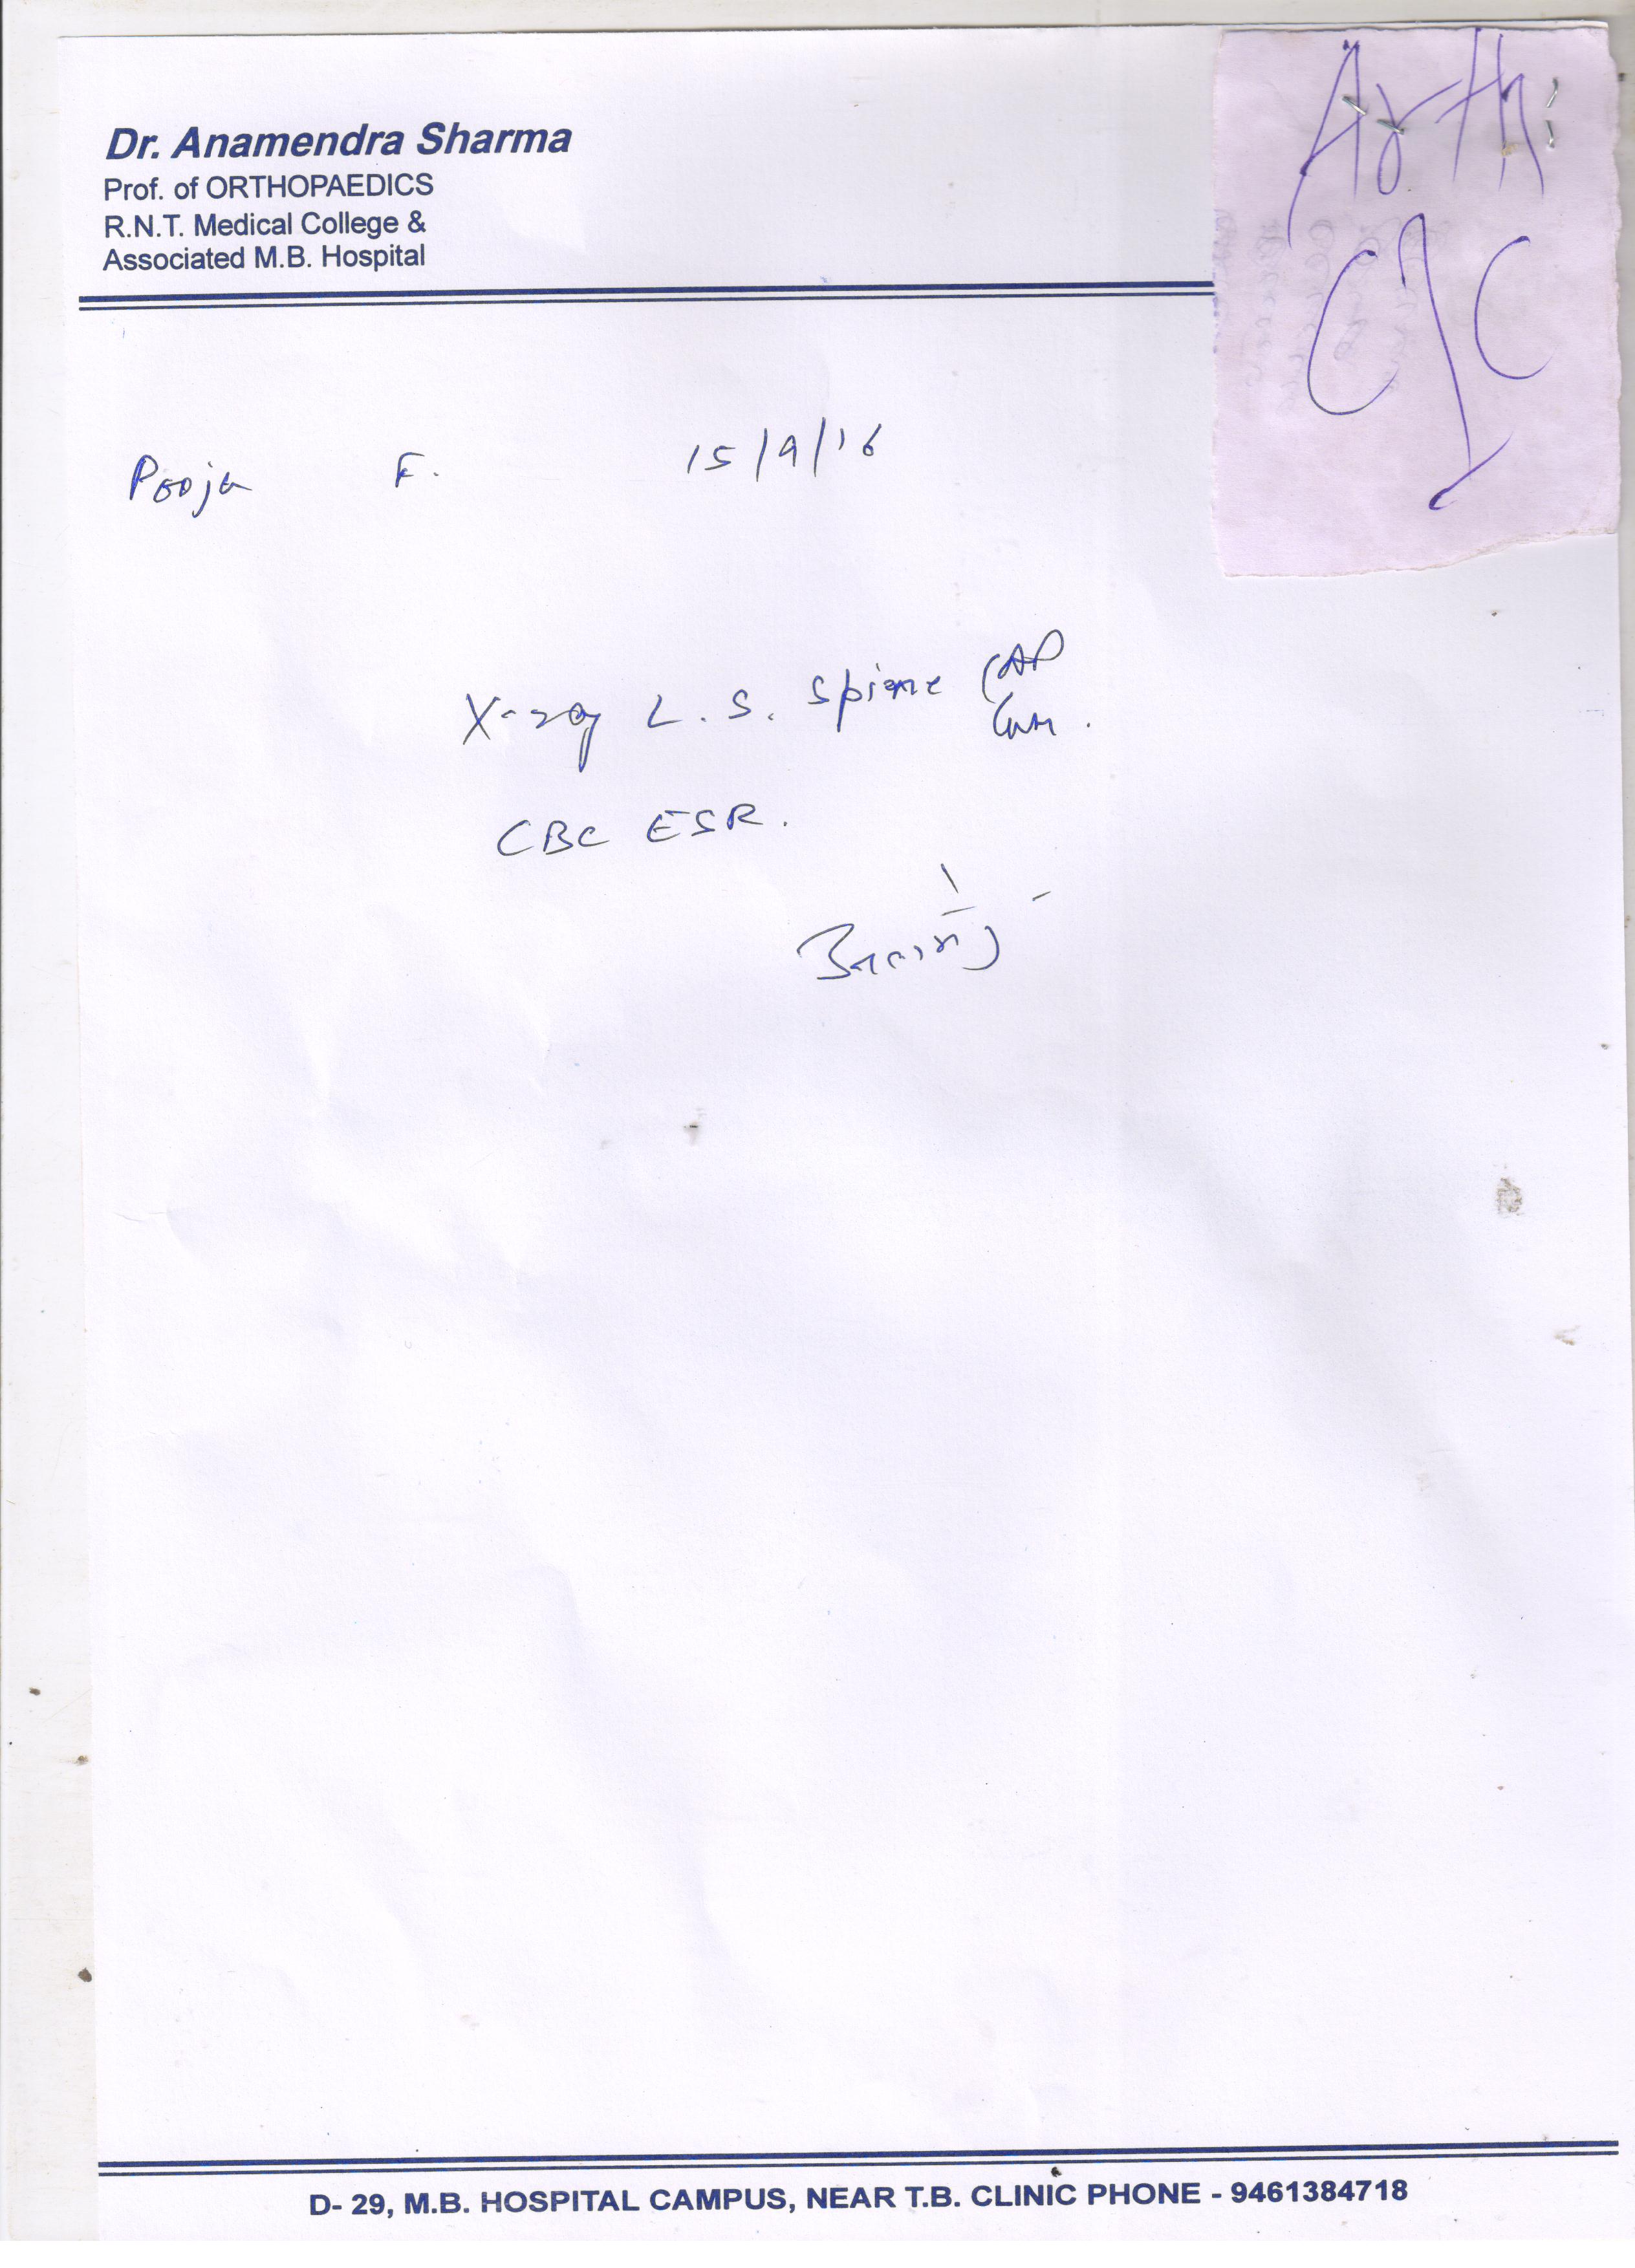 Dr. Anamendra Sharma
Prof. of ORTHOPAEDICS
R.N.T. Medical College &
Associated M.B. Hospital
Arth
Pooja F. 15/9/16
X-ray L.S. Spine AP
CBC ESR.
D- 29, M.B. HOSPITAL CAMPUS, NEAR T.B. CLINIC PHONE - 9461384718